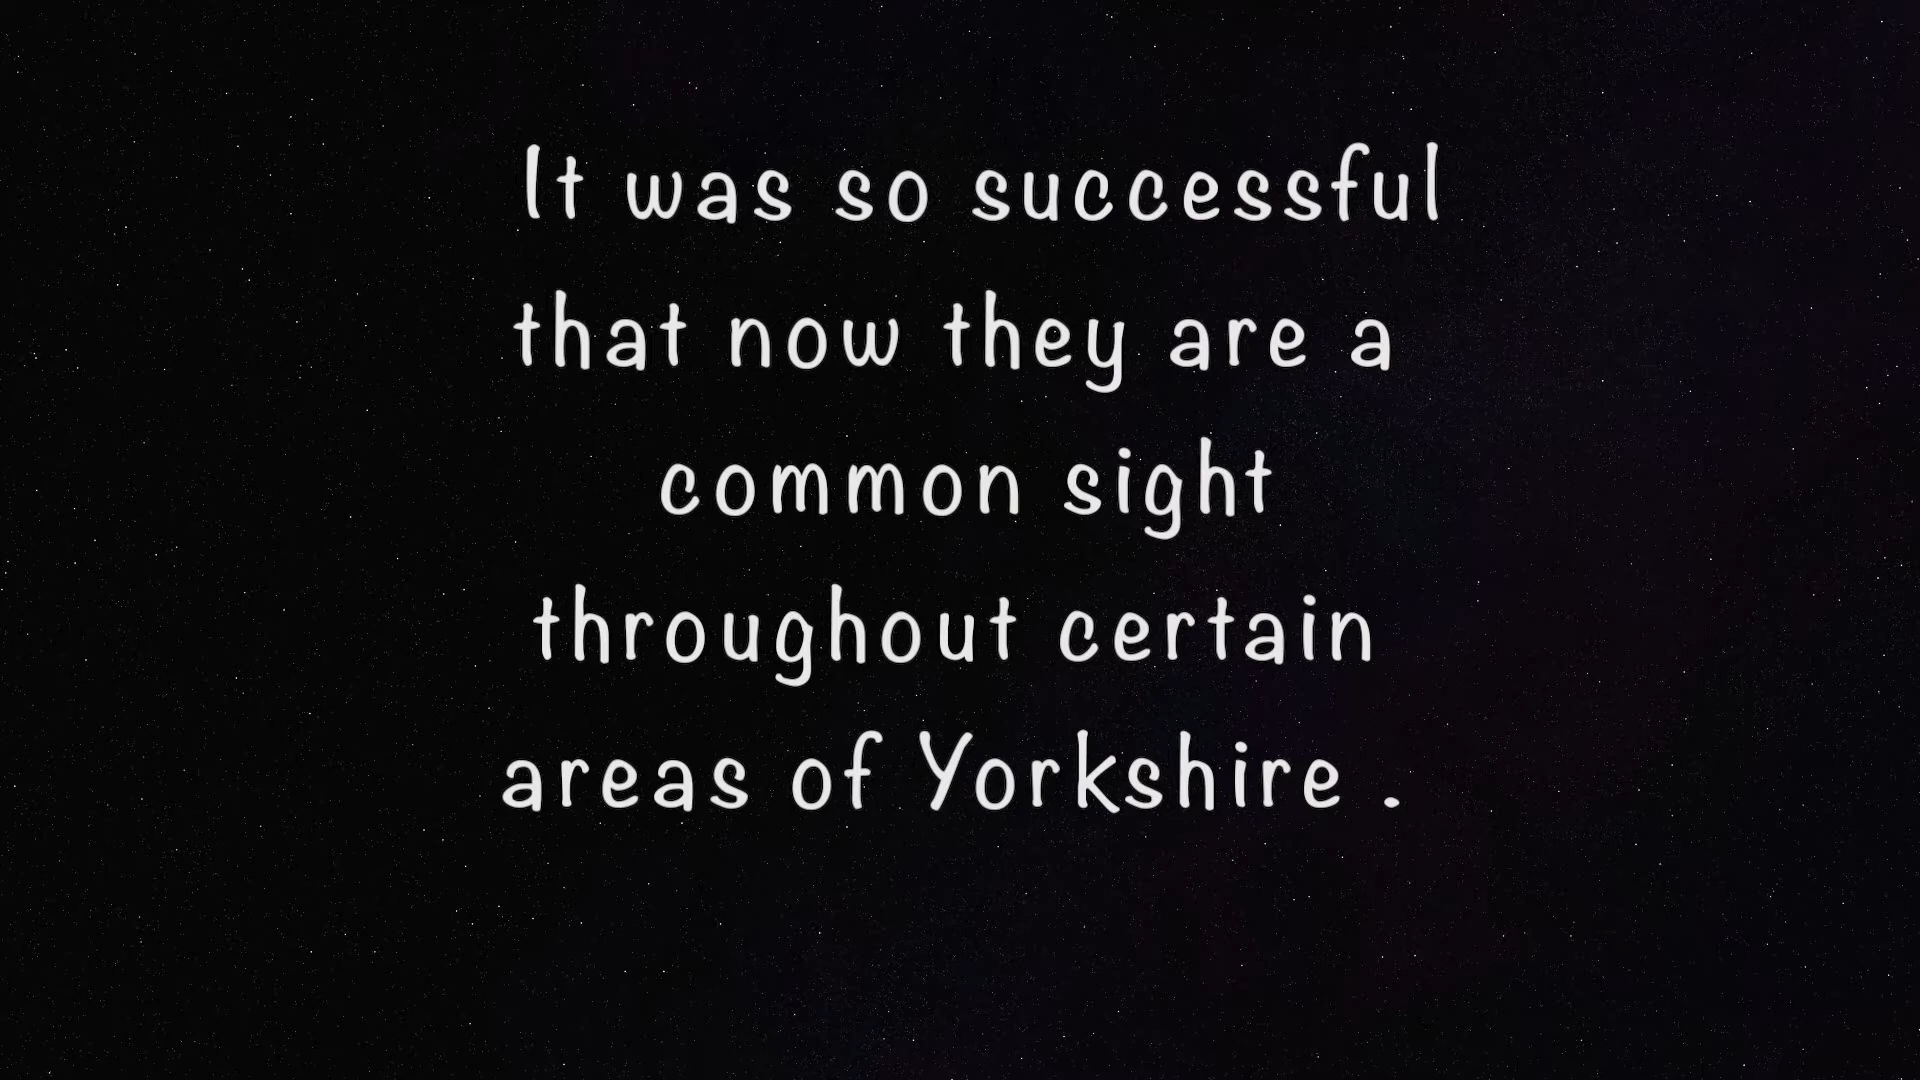 It was so successful
that now they are a
common sight
throughout certain
areas of Yorkshire .